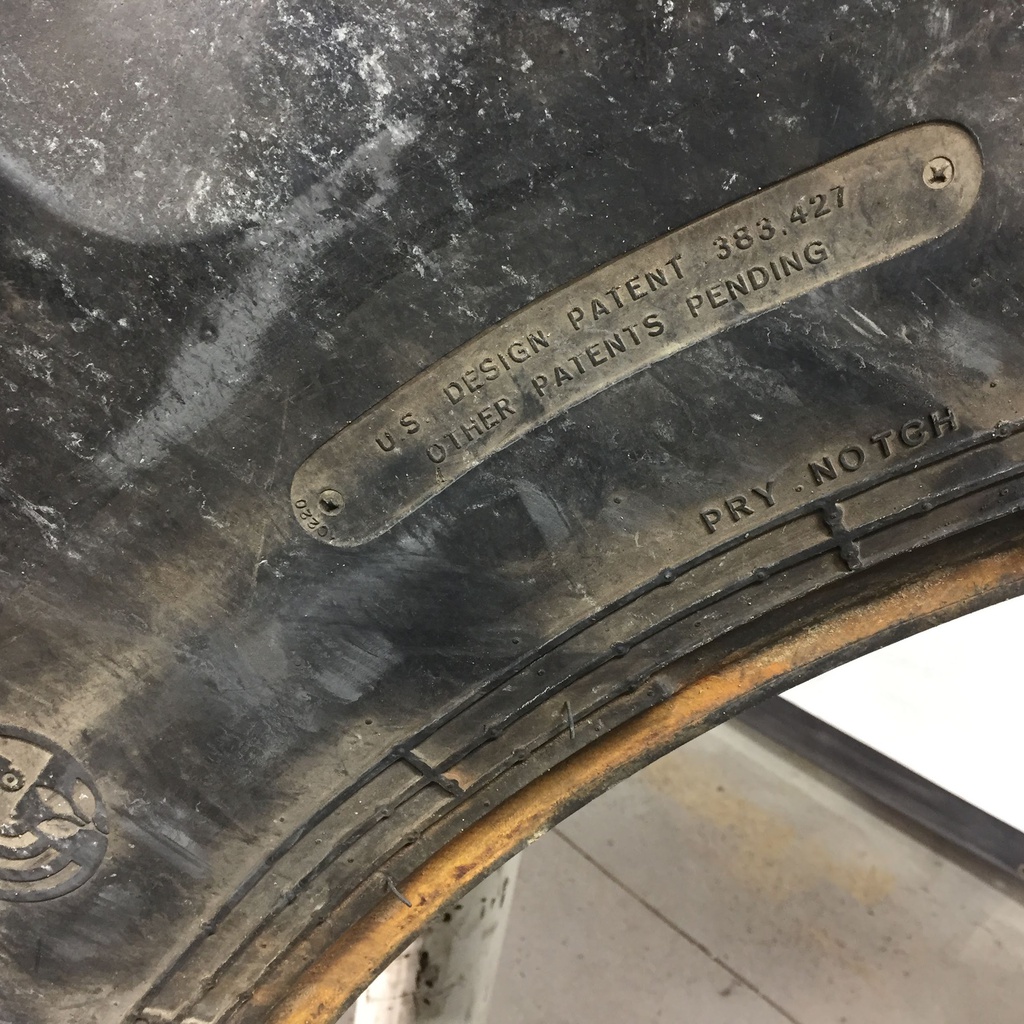 U.S. DESIGN PATENT 383,427
OTHER PATENTS PENDING
PRY NOTCH